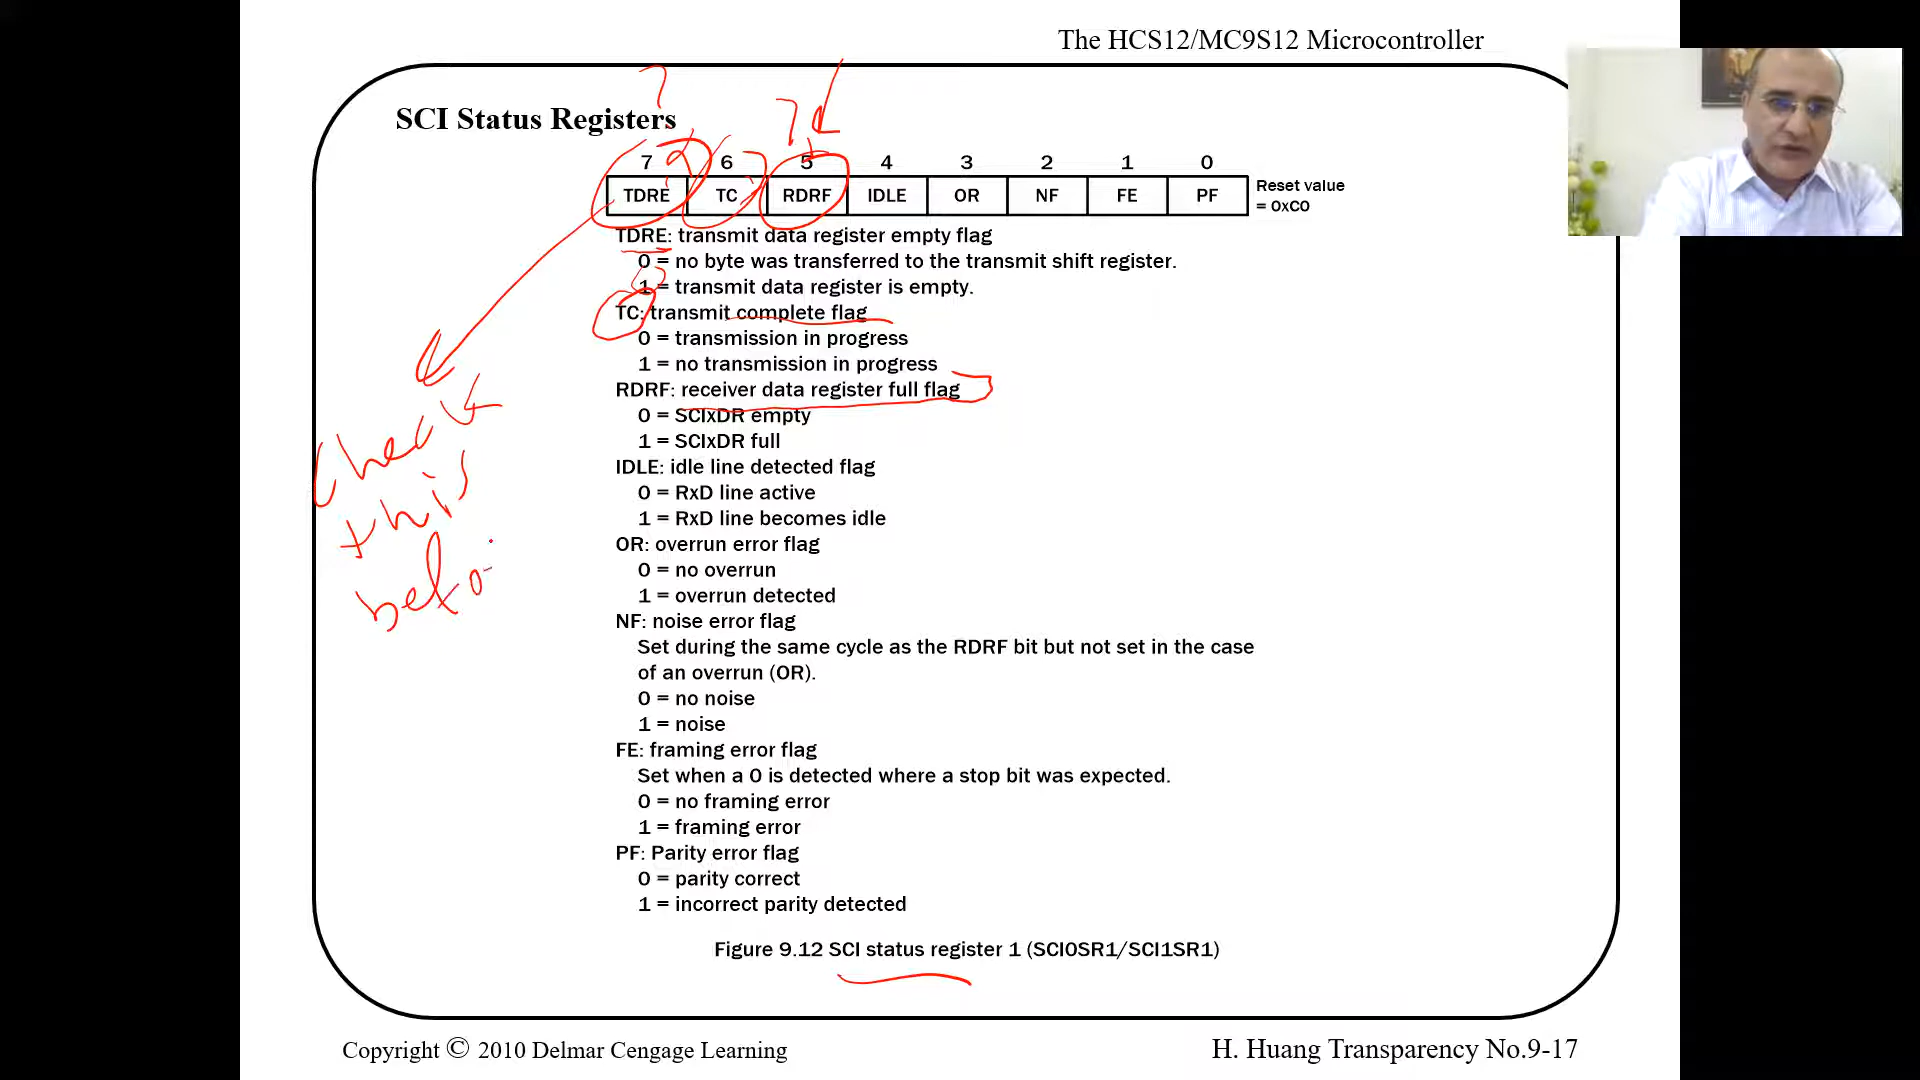 The HCS12/MC9S12 Microcontroller
SCI Status Registers
7 6 5 4 3 2 1 0
TDRE TC RDRF IDLE OR NF FE PF
Reset value
= 0xC0
TDRE: transmit data register empty flag
0 = no byte was transferred to the transmit shift register.
1 = transmit data register is empty.
TC: transmit complete flag
0 = transmission in progress
1 = no transmission in progress
RDRF: receiver data register full flag
0 = SCIxDR empty
1 = SCIxDR full
IDLE: idle line detected flag
0 = RxD line active
1 = RxD line becomes idle
OR: overrun error flag
0 = no overrun
1 = overrun detected
NF: noise error flag
Set during the same cycle as the RDRF bit but not set in the case
of an overrun (OR).
0 = no noise
1 = noise
FE: framing error flag
Set when a 0 is detected where a stop bit was expected.
0 = no framing error
1 = framing error
PF: Parity error flag
0 = parity correct
1 = incorrect parity detected
Figure 9.12 SCI status register 1 (SCI0SR1/SCI1SR1)
check
this
befo
Copyright © 2010 Delmar Cengage Learning
H. Huang Transparency No.9-17